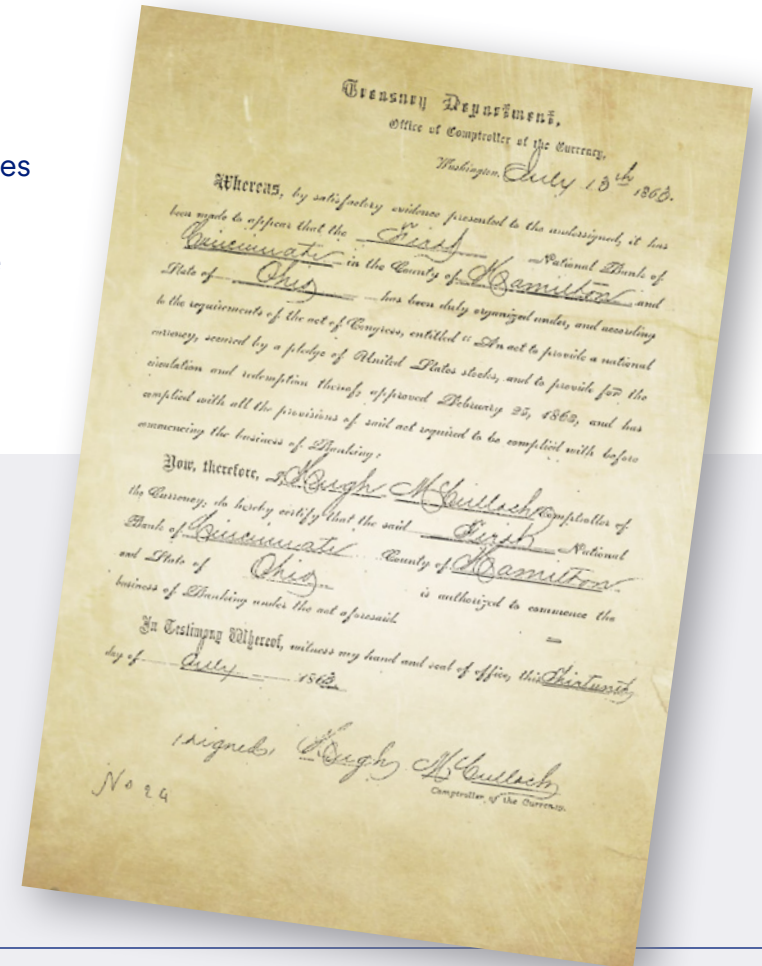 es
Treasury Department,
Office of Comptroller of the Currency,
Washington, July 13th 1863.
Whereas, by satisfactory evidence presented to the undersigned, it has
been made to appear that the First National Bank of
Cincinnati in the County of Hamilton and
State of Ohio has been duly organized under, and according
to the requirements of the act of Congress, entitled "An act to provide a national
currency, secured by a pledge of United States stocks, and to provide for the
circulation and redemption thereof, approved February 25, 1863, and has
complied with all the provisions of said act required to be complied with before
commencing the business of Banking:
Now, therefore, I Hugh McCulloch Comptroller of
the Currency, do hereby certify that the said First National
Bank of Cincinnati County of Hamilton
and State of Ohio is authorized to commence the
business of Banking under the act aforesaid.
In Testimony Whereof, witness my hand and seal of office, this Thirteenth
day of July 1863
signed, Hugh McCulloch
Comptroller, of the Currency.
No 24